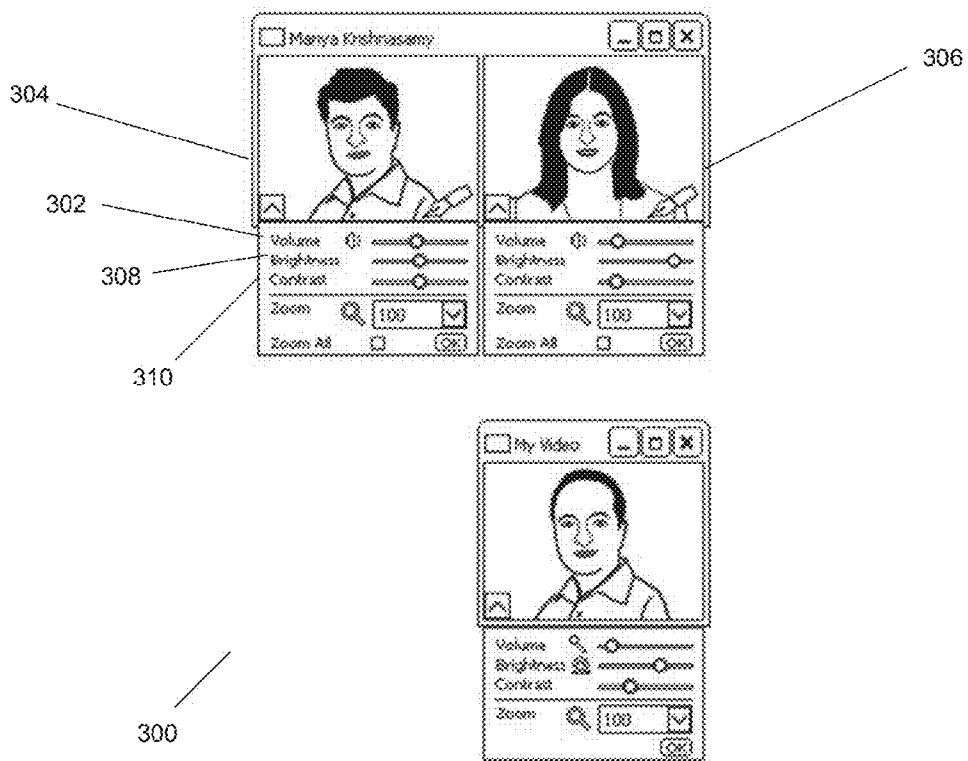 Manya Krishnasamy
304
306
302
Volume
Volume
308
Brightness
Brightness
Contrast
Contrast
Zoom
100
Zoom
100
310
Zoom All
OK
Zoom All
OK
My Video
Volume
Brightness
Contrast
Zoom
100
300
OK